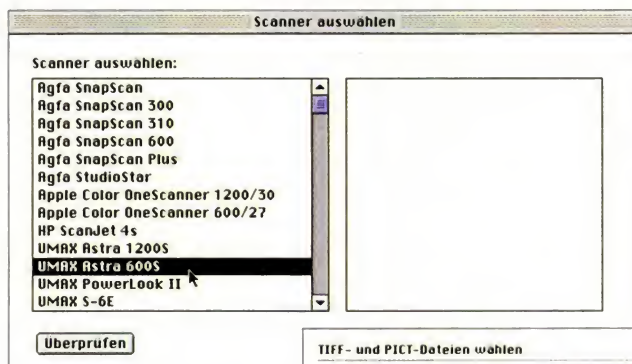 Scanner auswählen
Scanner auswählen:
Agfa SnapScan
Agfa SnapScan 300
Agfa SnapScan 310
Agfa SnapScan 600
Agfa SnapScan Plus
Agfa StudioStar
Apple Color OneScanner 1200/30
Apple Color OneScanner 600/27
HP ScanJet 4s
UMAX Astra 1200S
UMAX Astra 600S
UMAX PowerLook II
UMAX S-6E
Überprüfen
TIFF- und PICT-Dateien wählen